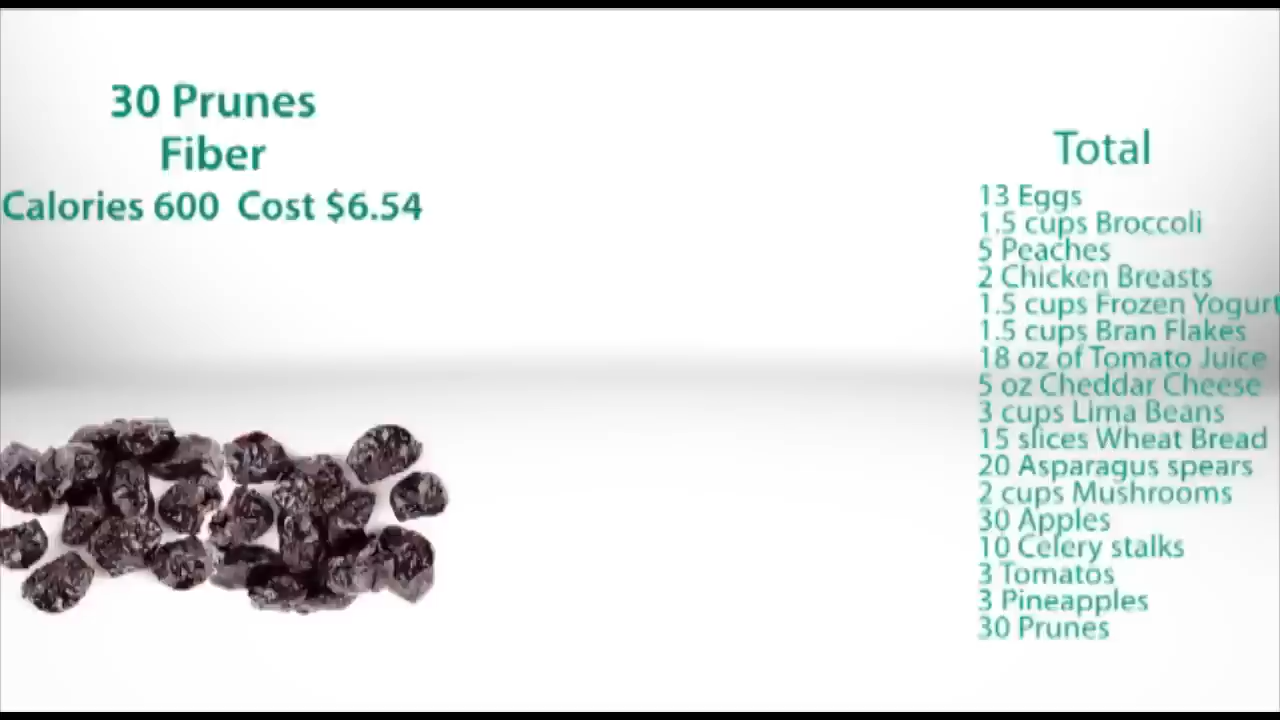 30 Prunes
Fiber
Calories 600 Cost $6.54
Total
13 Eggs
1.5 cups Broccoli
5 Peaches
2 Chicken Breasts
1.5 cups Frozen Yogurt
1.5 cups Bran Flakes
18 oz of Tomato Juice
5 oz Cheddar Cheese
3 cups Lima Beans
15 slices Wheat Bread
20 Asparagus spears
2 cups Mushrooms
30 Apples
10 Celery stalks
3 Tomatos
3 Pineapples
30 Prunes